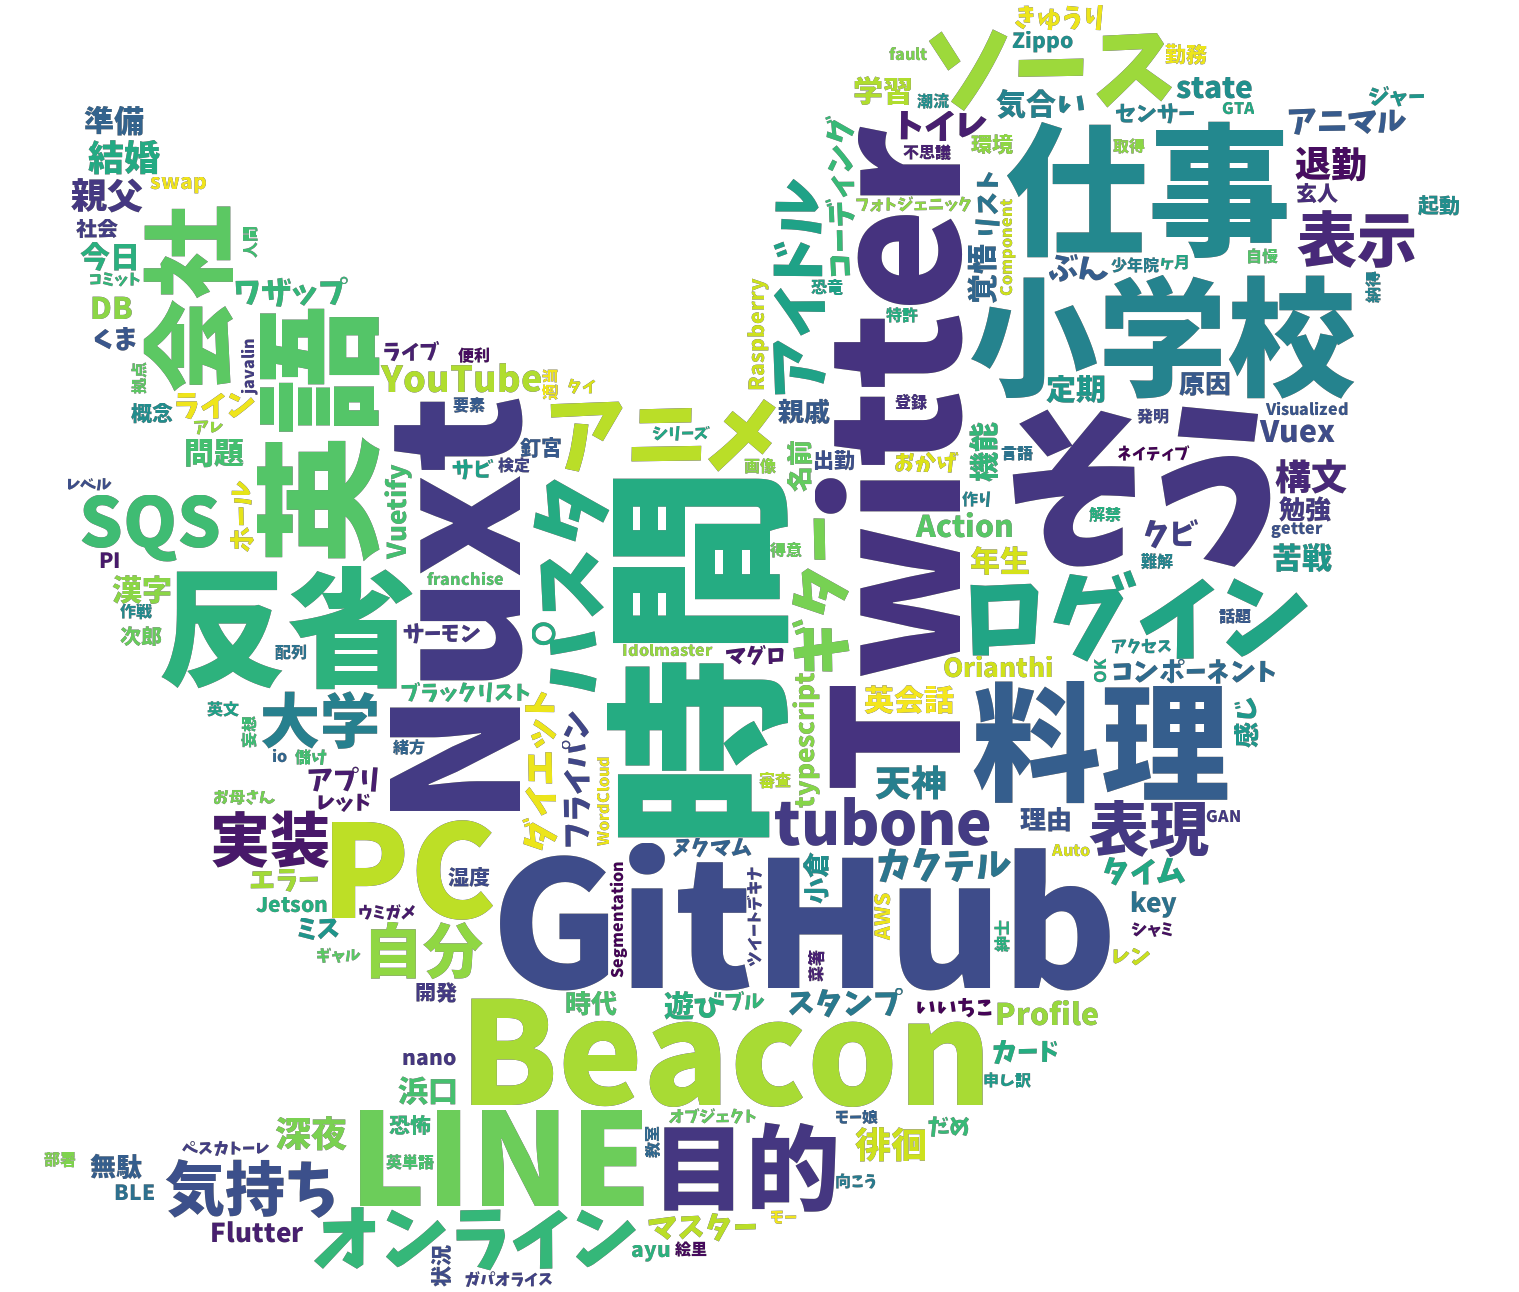 きゅうり
Zippo
fault
ソース
勤務
学習
潮流
気合い
state
GTA
センサー
ジャー
アニマル
準備
トイレ
不思議
環境
取得
仕事
退勤
玄人
結婚
親父
swap
社会
今日
コミット
DB
くま
会社
人間
ワザップ
コーディング
フォトジェニック
アイドル
恐竜
特許
Twitter
覚悟
リスト
Component
ぶん
少年院
ケ月
自慢
表示
起動
納得
小学校
定期
原因
Raspberry
拠点
概念
ライン
アレ
問題
javalin
英語
ライブ
便利
YouTube
要素
タイ
アニメ
シリーズ
画像
親戚
登録
出勤
名前
おかげ
機能
言語
発明
ネイティブ
Visualized
Vuex
そう
構文
勉強
getter
苦戦
クビ
難解
解禁
作り
Action
年生
レベル
SQS
PI
ホール
Vuetify
サビ
検定
釘宮
Nuxt
パスタ
時間
得意
ギター
漢字
作戦
次郎
反省
配列
franchise
サーモン
Idolmaster
マグロ
ログイン
話題
アクセス
OK
コンポーネント
Orianthi
英会話
料理
感じ
英文
妄想
大学
io
儲け
ブラックリスト
緒方
ダイエット
フライパン
WordCloud
審査
typescript
天神
お母さん
アプリ
レッド
実装
PC
湿度
エラー
Jetson
ウミガメ
ミス
ギャル
自分
開発
tubone
理由
表現
GAN
Auto
タイム
ヌクマム
小倉
カクテル
GitHub
Segmentation
ツイートデキナ
菜箸
AWS
紳士
key
シャミ
レン
時代
遊び
ブル
スタンプ
いいちこ
Profile
Beacon
nano
浜口
カード
申し訳
深夜
恐怖
LINE
英単語
オブジェクト
教室
目的
モー娘
徘徊
だめ
向こう
部署
無駄
BLE
ペスカトーレ
気持ち
Flutter
オンライン
マスター
モー
ayu
絵里
状況
ガパオライス